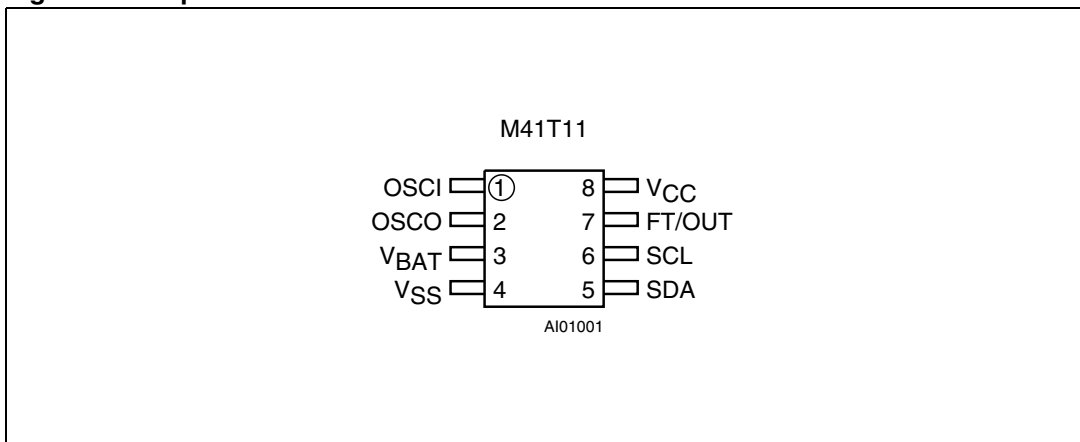 M41T11
OSCI 1 8 VCC
OSCO 2 7 FT/OUT
VBAT 3 6 SCL
VSS 4 5 SDA
AI01001